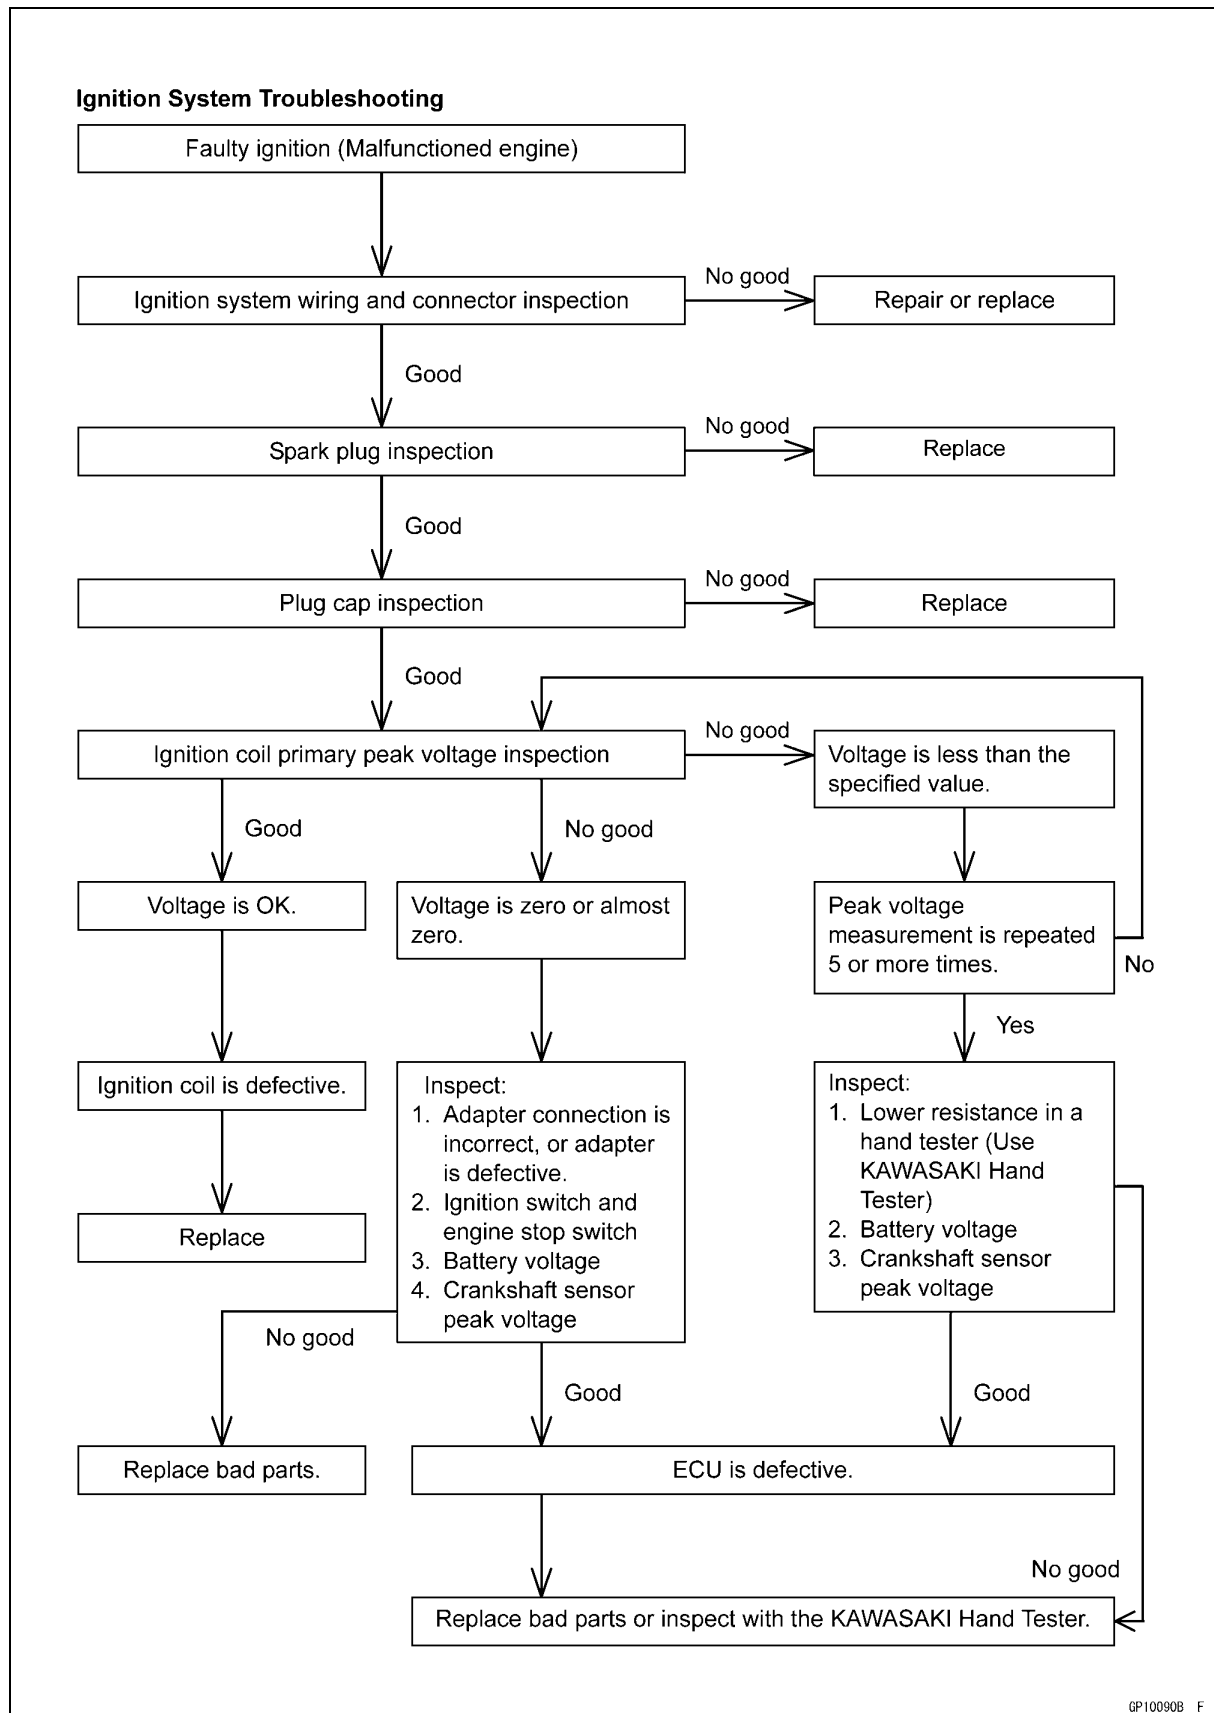 Ignition System Troubleshooting
Faulty ignition (Malfunctioned engine)
No good
Ignition system wiring and connector inspection
Repair or replace
Good
No good
Spark plug inspection
Replace
Good
No good
Plug cap inspection
Replace
Good
No good
Ignition coil primary peak voltage inspection
Voltage is less than the
specified value.
Good
No good
Voltage is OK.
Voltage is zero or almost
zero.
Peak voltage
measurement is repeated
5 or more times.
No
Yes
Ignition coil is defective.
Replace
Inspect:
1. Adapter connection is
incorrect, or adapter
is defective.
2. Ignition switch and
engine stop switch
3. Battery voltage
4. Crankshaft sensor
peak voltage
Inspect:
1. Lower resistance in a
hand tester (Use
KAWASAKI Hand
Tester)
2. Battery voltage
3. Crankshaft sensor
peak voltage
No good
Good
Good
Replace bad parts.
ECU is defective.
No good
Replace bad parts or inspect with the KAWASAKI Hand Tester.
GP10090B F